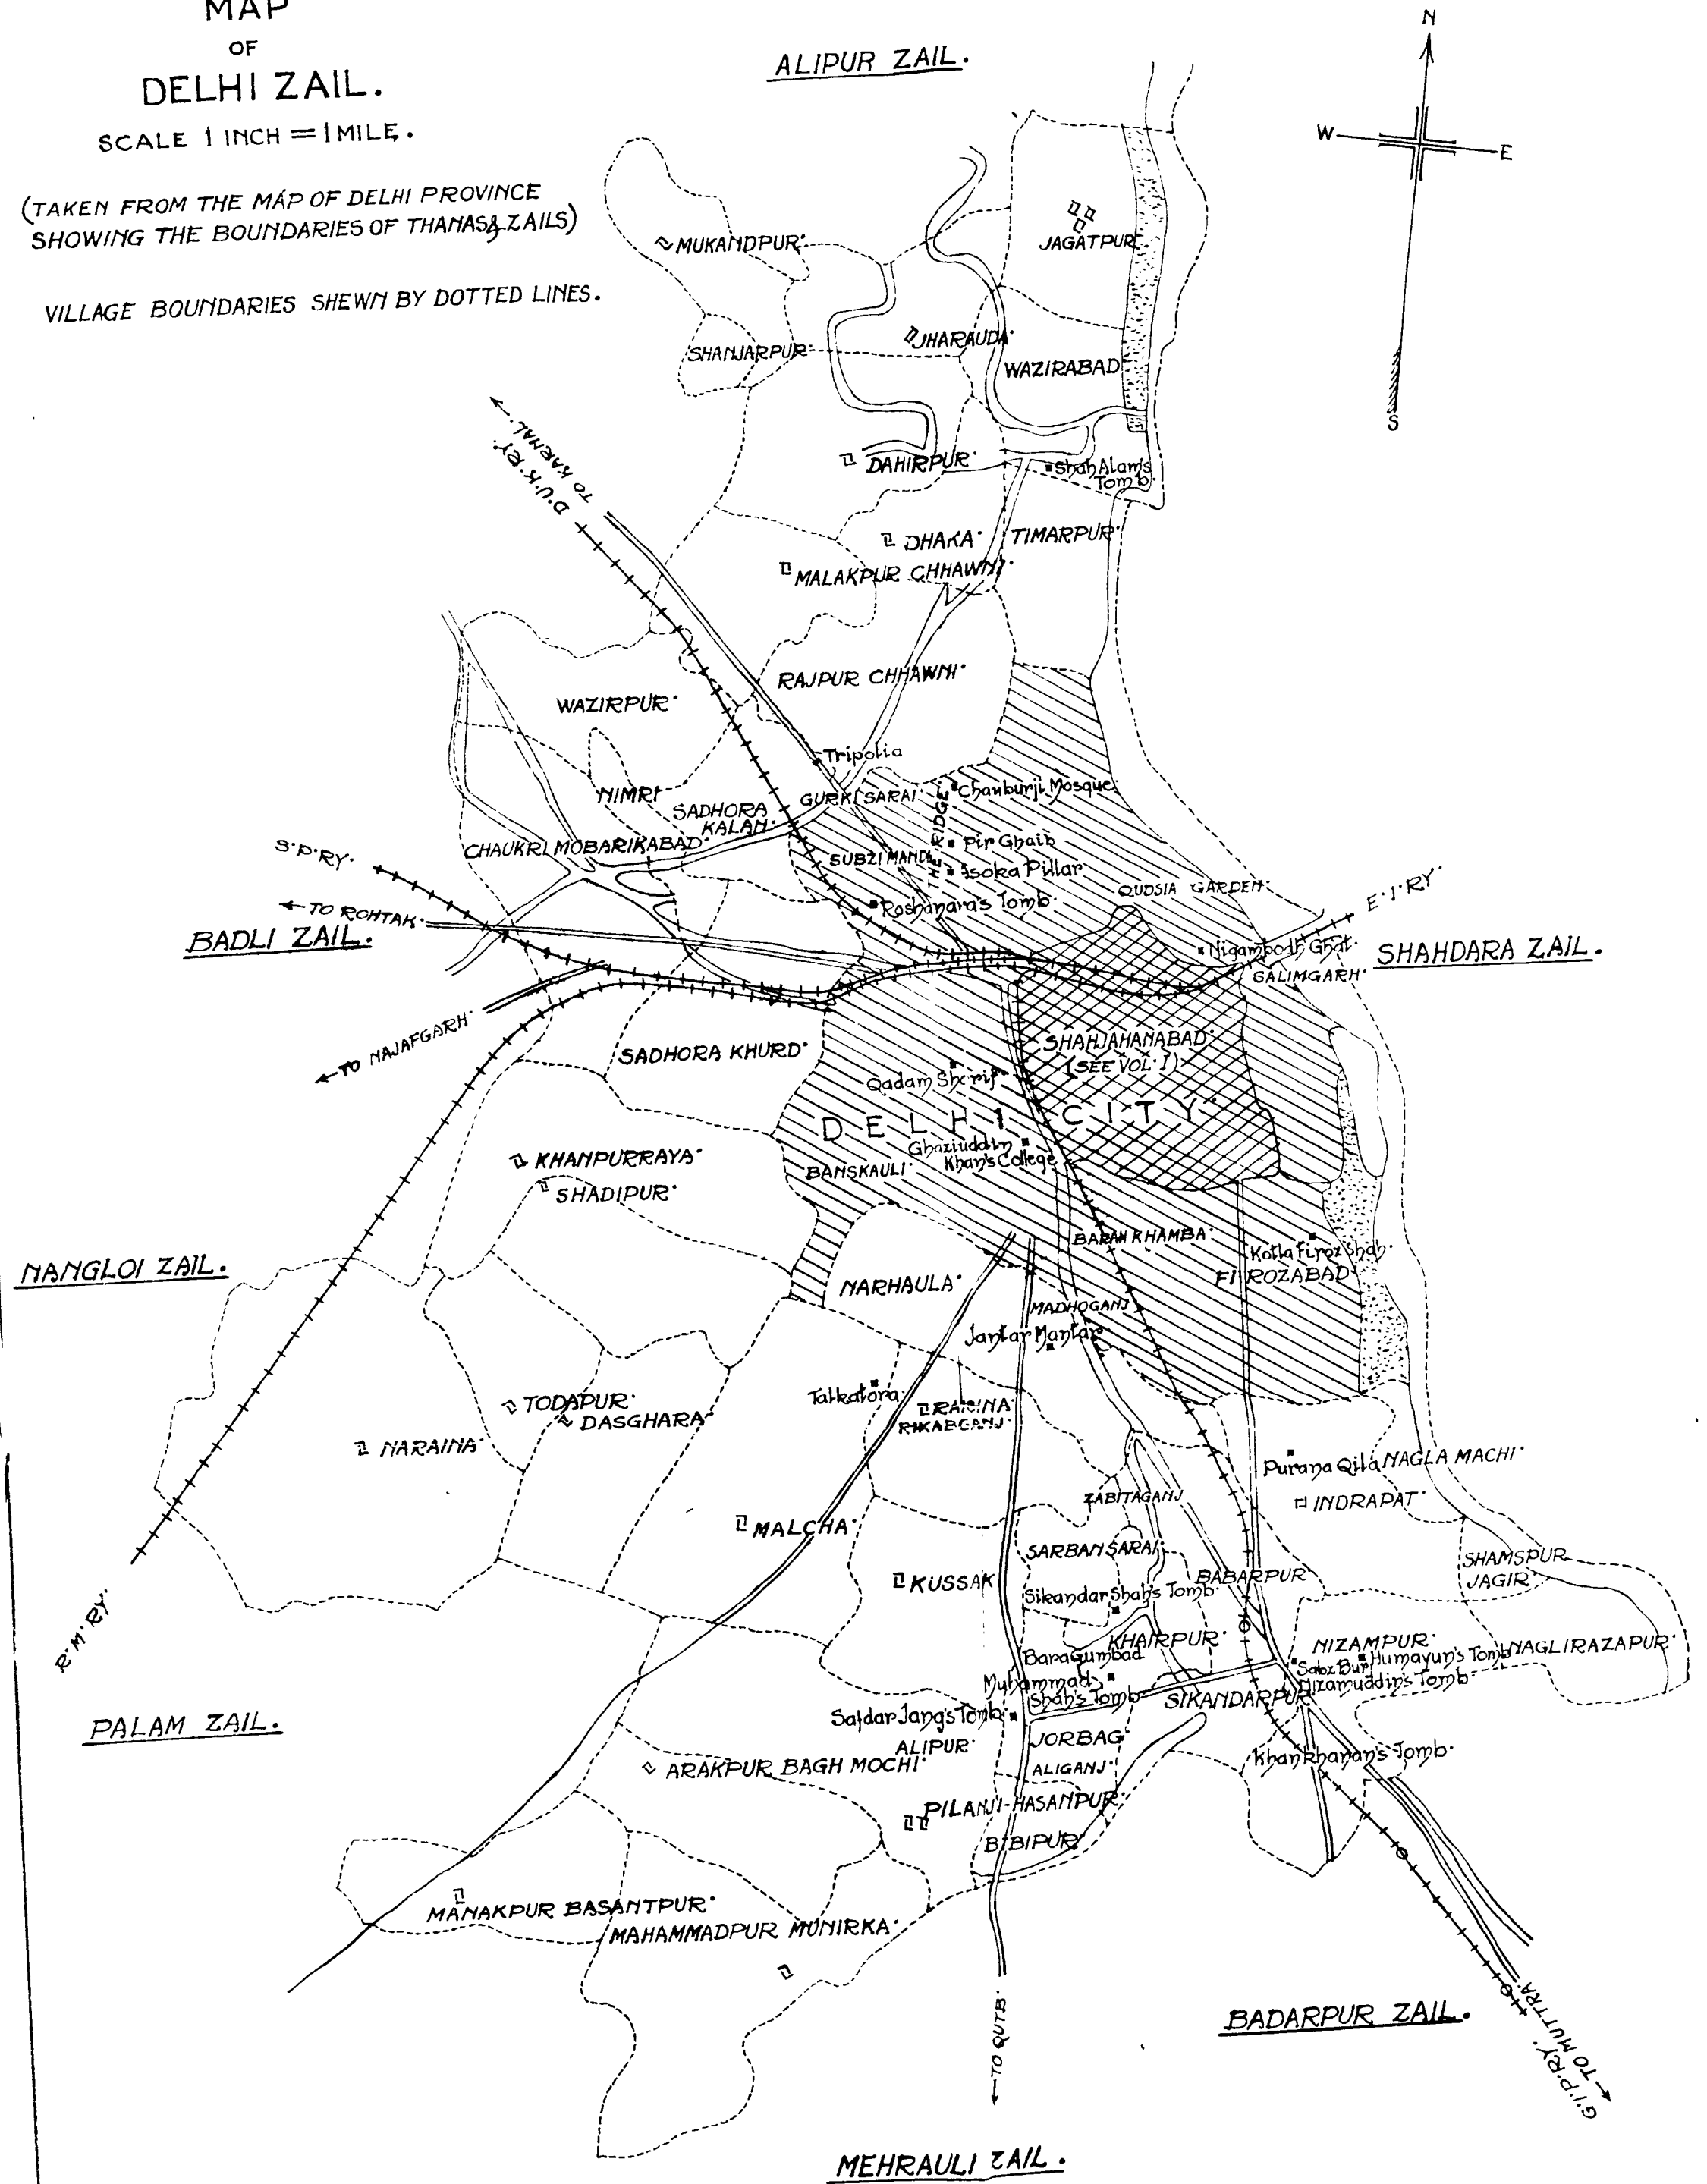 MAP
OF
DELHI ZAIL.
SCALE 1 INCH = 1 MILE.
(TAKEN FROM THE MAP OF DELHI PROVINCE
SHOWING THE BOUNDARIES OF THANAS & ZAILS)
VILLAGE BOUNDARIES SHEWN BY DOTTED LINES.
ALIPUR ZAIL.
N
W
E
S
JAGATPUR
MUKANDPUR
JHARAUDA
SHANJARPUR
WAZIRABAD
TO KARNAL
D.U.K.RY.
DAHIRPUR
Shah Alam's
Tomb
DHAKA
TIMARPUR
MALAKPUR CHHAWNI
RAJPUR CHHAWNI
WAZIRPUR
Tripolia
NIMRI
GURKI SARAI
THE RIDGE
Chauburji Mosque
SADHORA
KALAN
CHAUKRI MOBARIKABAD
SUBZI MANDI
Pir Ghaib
Asoka Pillar
S.P.RY.
QUDSIA GARDEN
E.I.RY.
Roshanara's Tomb
TO ROHTAK
BADLI ZAIL.
Nigambodh Ghat
SHAHDARA ZAIL.
SALIMGARH
TO NAJAFGARH
SADHORA KHURD
SHAHJAHANABAD
(SEE VOL. I)
Qadam Sharif
DELHI CITY
Ghaziuddin
Khan's College
BANSKAULI
KHANPURRAYA
SHADIPUR
BARAH KHAMBA
Kotla Firoz Shah
FIROZABAD
NANGLOI ZAIL.
NARHAULA
MADHOGANJ
Jantar Mantar
Talkatora
RAISINA
RIKABGANJ
TODAPUR
DASGHARA
NARAINA
Purana Qila
NAGLA MACHI
INDRAPAT
ZABITAGANJ
MALCHA
SARBAN SARAI
SHAMSPUR
JAGIR
KUSSAK
BABARPUR
Sikandar Shah's Tomb
R.M.RY.
KHAIRPUR
NIZAMPUR
NAGLIRAZAPUR
Bara Gumbad
Sabz Burj
Humayun's Tomb
Nizamuddin's Tomb
Muhammad
Shah's Tomb
SIKANDARPUR
PALAM ZAIL.
Safdar Jang's Tomb
ALIPUR
JORBAG
ARAKPUR BAGH MOCHI
ALIGANJ
Khankhanan's Tomb
PILANJI-HASANPUR
BIBIPUR
MANAKPUR BASANTPUR
MAHAMMADPUR MUNIRKA
TO QUTB
BADARPUR ZAIL.
TO MUTTRA
G.I.P.RY.
MEHRAULI ZAIL.